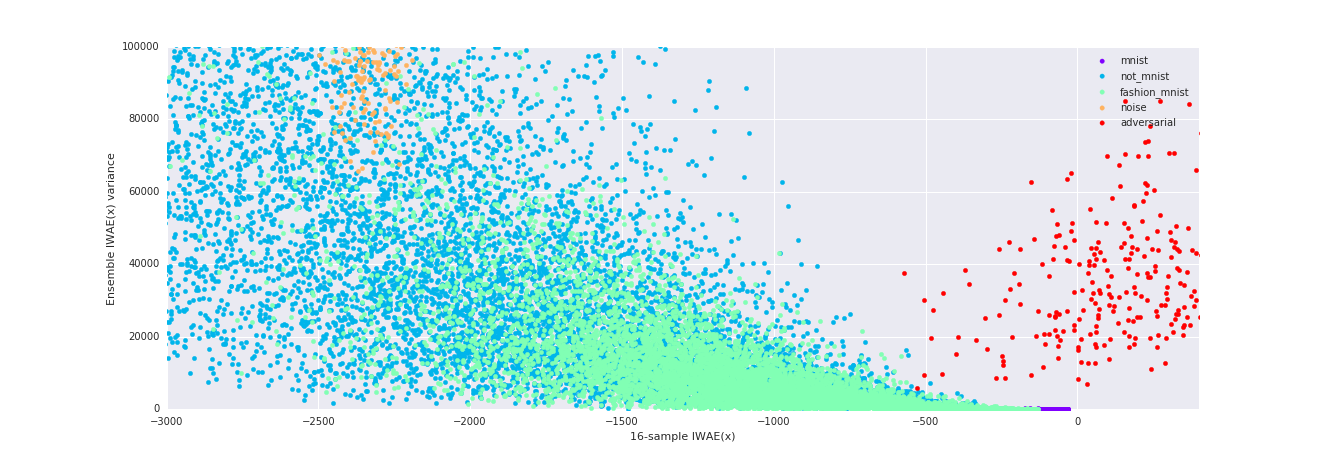 100000
80000
60000
40000
20000
0
Ensemble IWAE(x) variance
mnist
not_mnist
fashion_mnist
noise
adversarial
−3000 −2500 −2000 −1500 −1000 −500 0
16-sample IWAE(x)